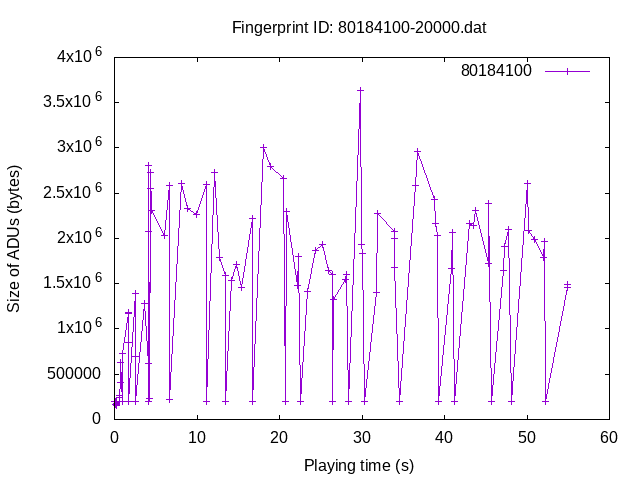 Fingerprint ID: 80184100-20000.dat
80184100
Size of ADUs (bytes)
4x10^6
3.5x10^6
3x10^6
2.5x10^6
2x10^6
1.5x10^6
1x10^6
500000
0
0 10 20 30 40 50 60
Playing time (s)